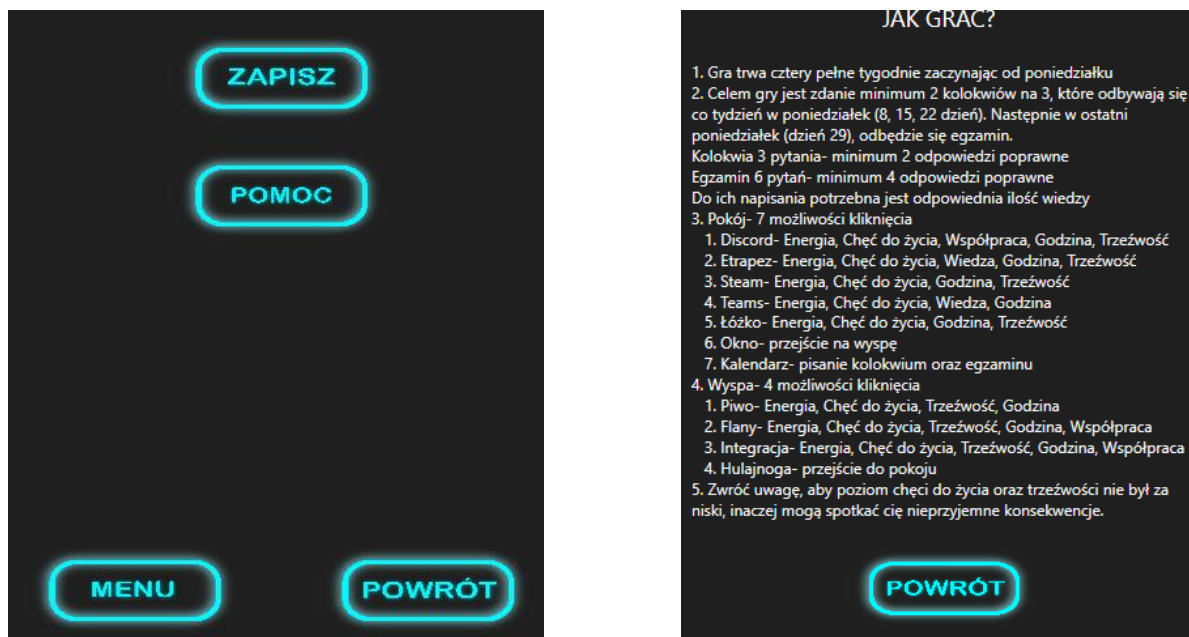 ZAPISZ
POMOC
MENU
POWRÓT
JAK GRAĆ?
1. Gra trwa cztery pełne tygodnie zaczynając od poniedziałku
2. Celem gry jest zdanie minimum 2 kolokwiów na 3, które odbywają się
co tydzień w poniedziałek (8, 15, 22 dzień). Następnie w ostatni
poniedziałek (dzień 29), odbędzie się egzamin.
Kolokwia 3 pytania- minimum 2 odpowiedzi poprawne
Egzamin 6 pytań- minimum 4 odpowiedzi poprawne
Do ich napisania potrzebna jest odpowiednia ilość wiedzy
3. Pokój- 7 możliwości kliknięcia
1. Discord- Energia, Chęć do życia, Współpraca, Godzina, Trzeźwość
2. Etrapez- Energia, Chęć do życia, Wiedza, Godzina, Trzeźwość
3. Steam- Energia, Chęć do życia, Godzina, Trzeźwość
4. Teams- Energia, Chęć do życia, Wiedza, Godzina
5. Łóżko- Energia, Chęć do życia, Godzina, Trzeźwość
6. Okno- przejście na wyspę
7. Kalendarz- pisanie kolokwium oraz egzaminu
4. Wyspa- 4 możliwości kliknięcia
1. Piwo- Energia, Chęć do życia, Trzeźwość, Godzina
2. Flany- Energia, Chęć do życia, Trzeźwość, Godzina, Współpraca
3. Integracja- Energia, Chęć do życia, Trzeźwość, Godzina, Współpraca
4. Hulajnoga- przejście do pokoju
5. Zwróć uwagę, aby poziom chęci do życia oraz trzeźwości nie był za
niski, inaczej mogą spotkać cię nieprzyjemne konsekwencje.
POWRÓT